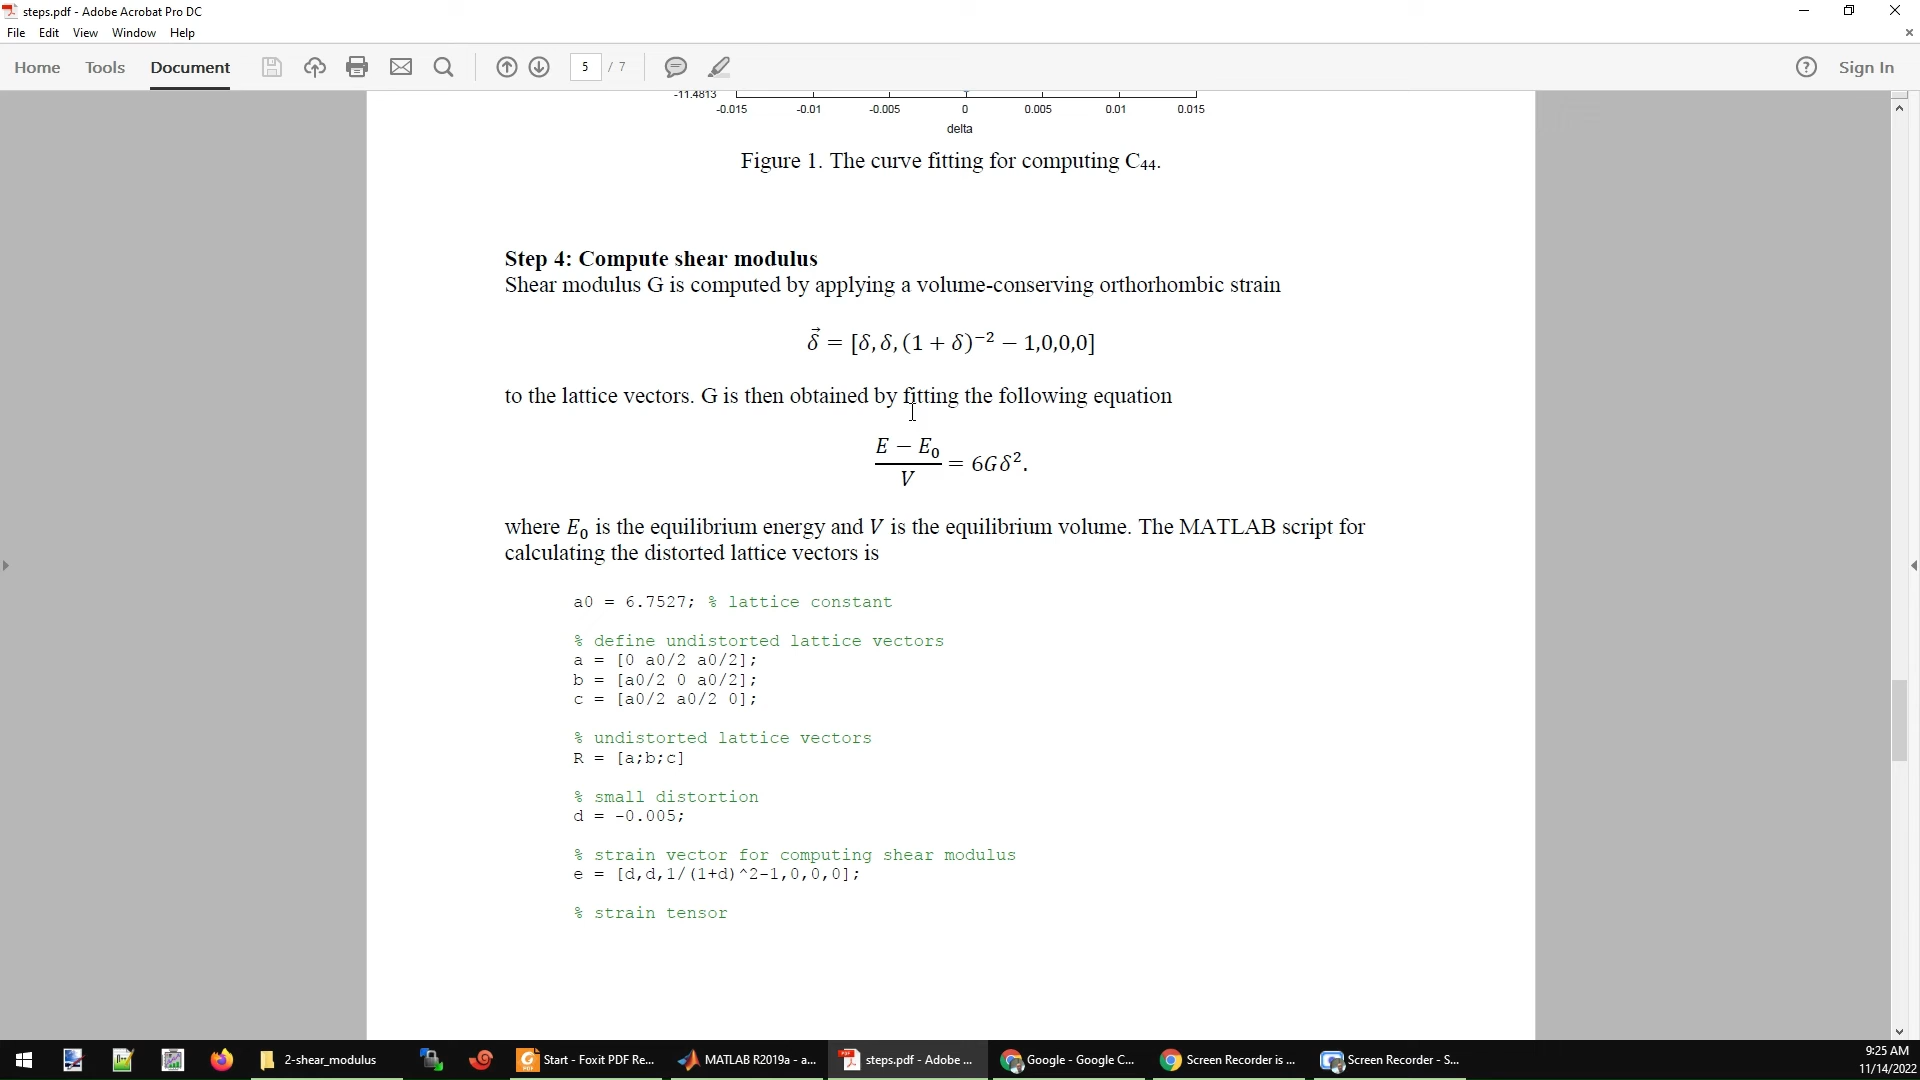 steps.pdf - Adobe Acrobat Pro DC
File Edit View Window Help
Home Tools Document 5 / 7 Sign In
-11.4813
-0.015 -0.01 -0.005 0 0.005 0.01 0.015
delta
Figure 1. The curve fitting for computing C₄₄.
Step 4: Compute shear modulus
Shear modulus G is computed by applying a volume-conserving orthorhombic strain
δ⃗ = [δ, δ, (1 + δ)⁻² − 1,0,0,0]
to the lattice vectors. G is then obtained by fitting the following equation
E − E₀
V
= 6Gδ².
where E₀ is the equilibrium energy and V is the equilibrium volume. The MATLAB script for
calculating the distorted lattice vectors is
a0 = 6.7527; % lattice constant
% define undistorted lattice vectors
a = [0 a0/2 a0/2];
b = [a0/2 0 a0/2];
c = [a0/2 a0/2 0];
% undistorted lattice vectors
R = [a;b;c]
% small distortion
d = -0.005;
% strain vector for computing shear modulus
e = [d,d,1/(1+d)^2-1,0,0,0];
% strain tensor
2-shear_modulus Start - Foxit PDF Re... MATLAB R2019a - a... steps.pdf - Adobe ... Google - Google C... Screen Recorder is ... Screen Recorder - S...
9:25 AM
11/14/2022